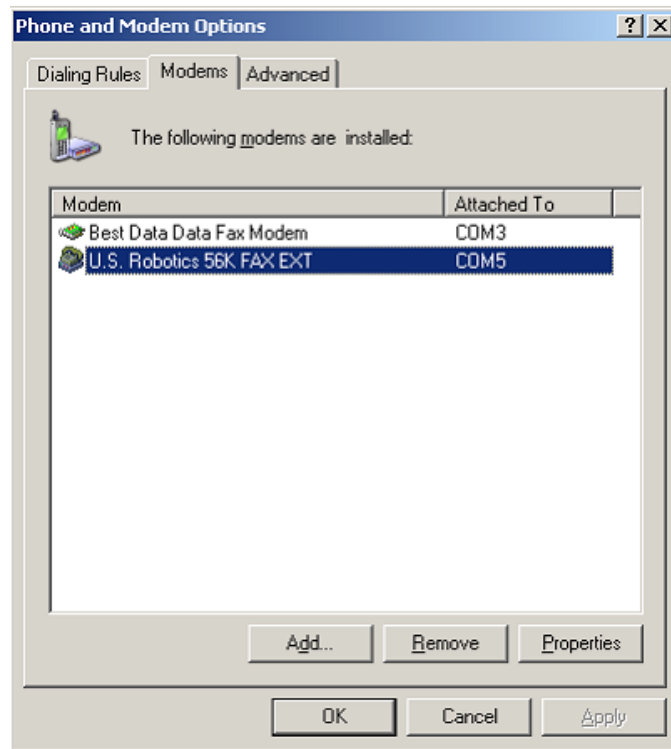 Phone and Modem Options
Dialing Rules Modems Advanced
The following modems are installed:
Modem Attached To
Best Data Data Fax Modem COM3
U.S. Robotics 56K FAX EXT COM5
Add... Remove Properties
OK Cancel Apply